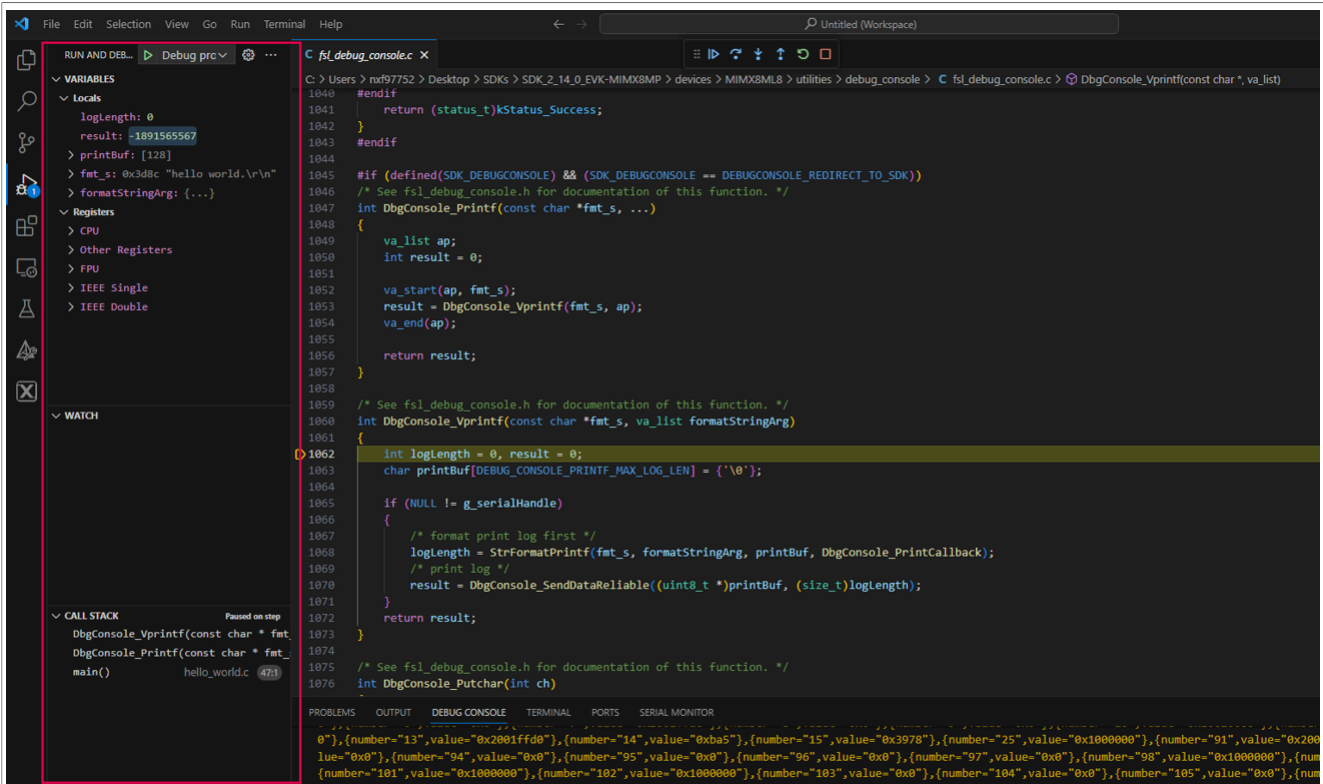 File Edit Selection View Go Run Terminal Help
Untitled (Workspace)
RUN AND DEB... Debug prc
VARIABLES
Locals
logLength: 0
result: -1891565567
printBuf: [128]
fmt_s: 0x3d8c "hello world.\r\n"
formatStringArg: {...}
Registers
CPU
Other Registers
FPU
IEEE Single
IEEE Double
WATCH
CALL STACK Paused on step
DbgConsole_Vprintf(const char * fmt_
DbgConsole_Printf(const char * fmt_s
main() hello_world.c 47:1
1
C fsl_debug_console.c
C: > Users > nxf97752 > Desktop > SDKs > SDK_2_14_0_EVK-MIMX8MP > devices > MIMX8ML8 > utilities > debug_console > C fsl_debug_console.c > DbgConsole_Vprintf(const char *, va_list)
1040 #endif
1041 return (status_t)kStatus_Success;
1042 }
1043 #endif
1044
1045 #if (defined(SDK_DEBUGCONSOLE) && (SDK_DEBUGCONSOLE == DEBUGCONSOLE_REDIRECT_TO_SDK))
1046 /* See fsl_debug_console.h for documentation of this function. */
1047 int DbgConsole_Printf(const char *fmt_s, ...)
1048 {
1049 va_list ap;
1050 int result = 0;
1051
1052 va_start(ap, fmt_s);
1053 result = DbgConsole_Vprintf(fmt_s, ap);
1054 va_end(ap);
1055
1056 return result;
1057 }
1058
1059 /* See fsl_debug_console.h for documentation of this function. */
1060 int DbgConsole_Vprintf(const char *fmt_s, va_list formatStringArg)
1061 {
1062 int logLength = 0, result = 0;
1063 char printBuf[DEBUG_CONSOLE_PRINTF_MAX_LOG_LEN] = {'\0'};
1064
1065 if (NULL != g_serialHandle)
1066 {
1067 /* format print log first */
1068 logLength = StrFormatPrintf(fmt_s, formatStringArg, printBuf, DbgConsole_PrintCallback);
1069 /* print log */
1070 result = DbgConsole_SendDataReliable((uint8_t *)printBuf, (size_t)logLength);
1071 }
1072 return result;
1073 }
1074
1075 /* See fsl_debug_console.h for documentation of this function. */
1076 int DbgConsole_Putchar(int ch)
PROBLEMS OUTPUT DEBUG CONSOLE TERMINAL PORTS SERIAL MONITOR
0"},{number="13",value="0x2001ffd0"},{number="14",value="0xba5"},{number="15",value="0x3978"},{number="25",value="0x1000000"},{number="91",value="0x200
lue="0x0"},{number="94",value="0x0"},{number="95",value="0x0"},{number="96",value="0x0"},{number="97",value="0x0"},{number="98",value="0x1000000"},{num
{number="101",value="0x1000000"},{number="102",value="0x1000000"},{number="103",value="0x0"},{number="104",value="0x0"},{number="105",value="0x0"},{num